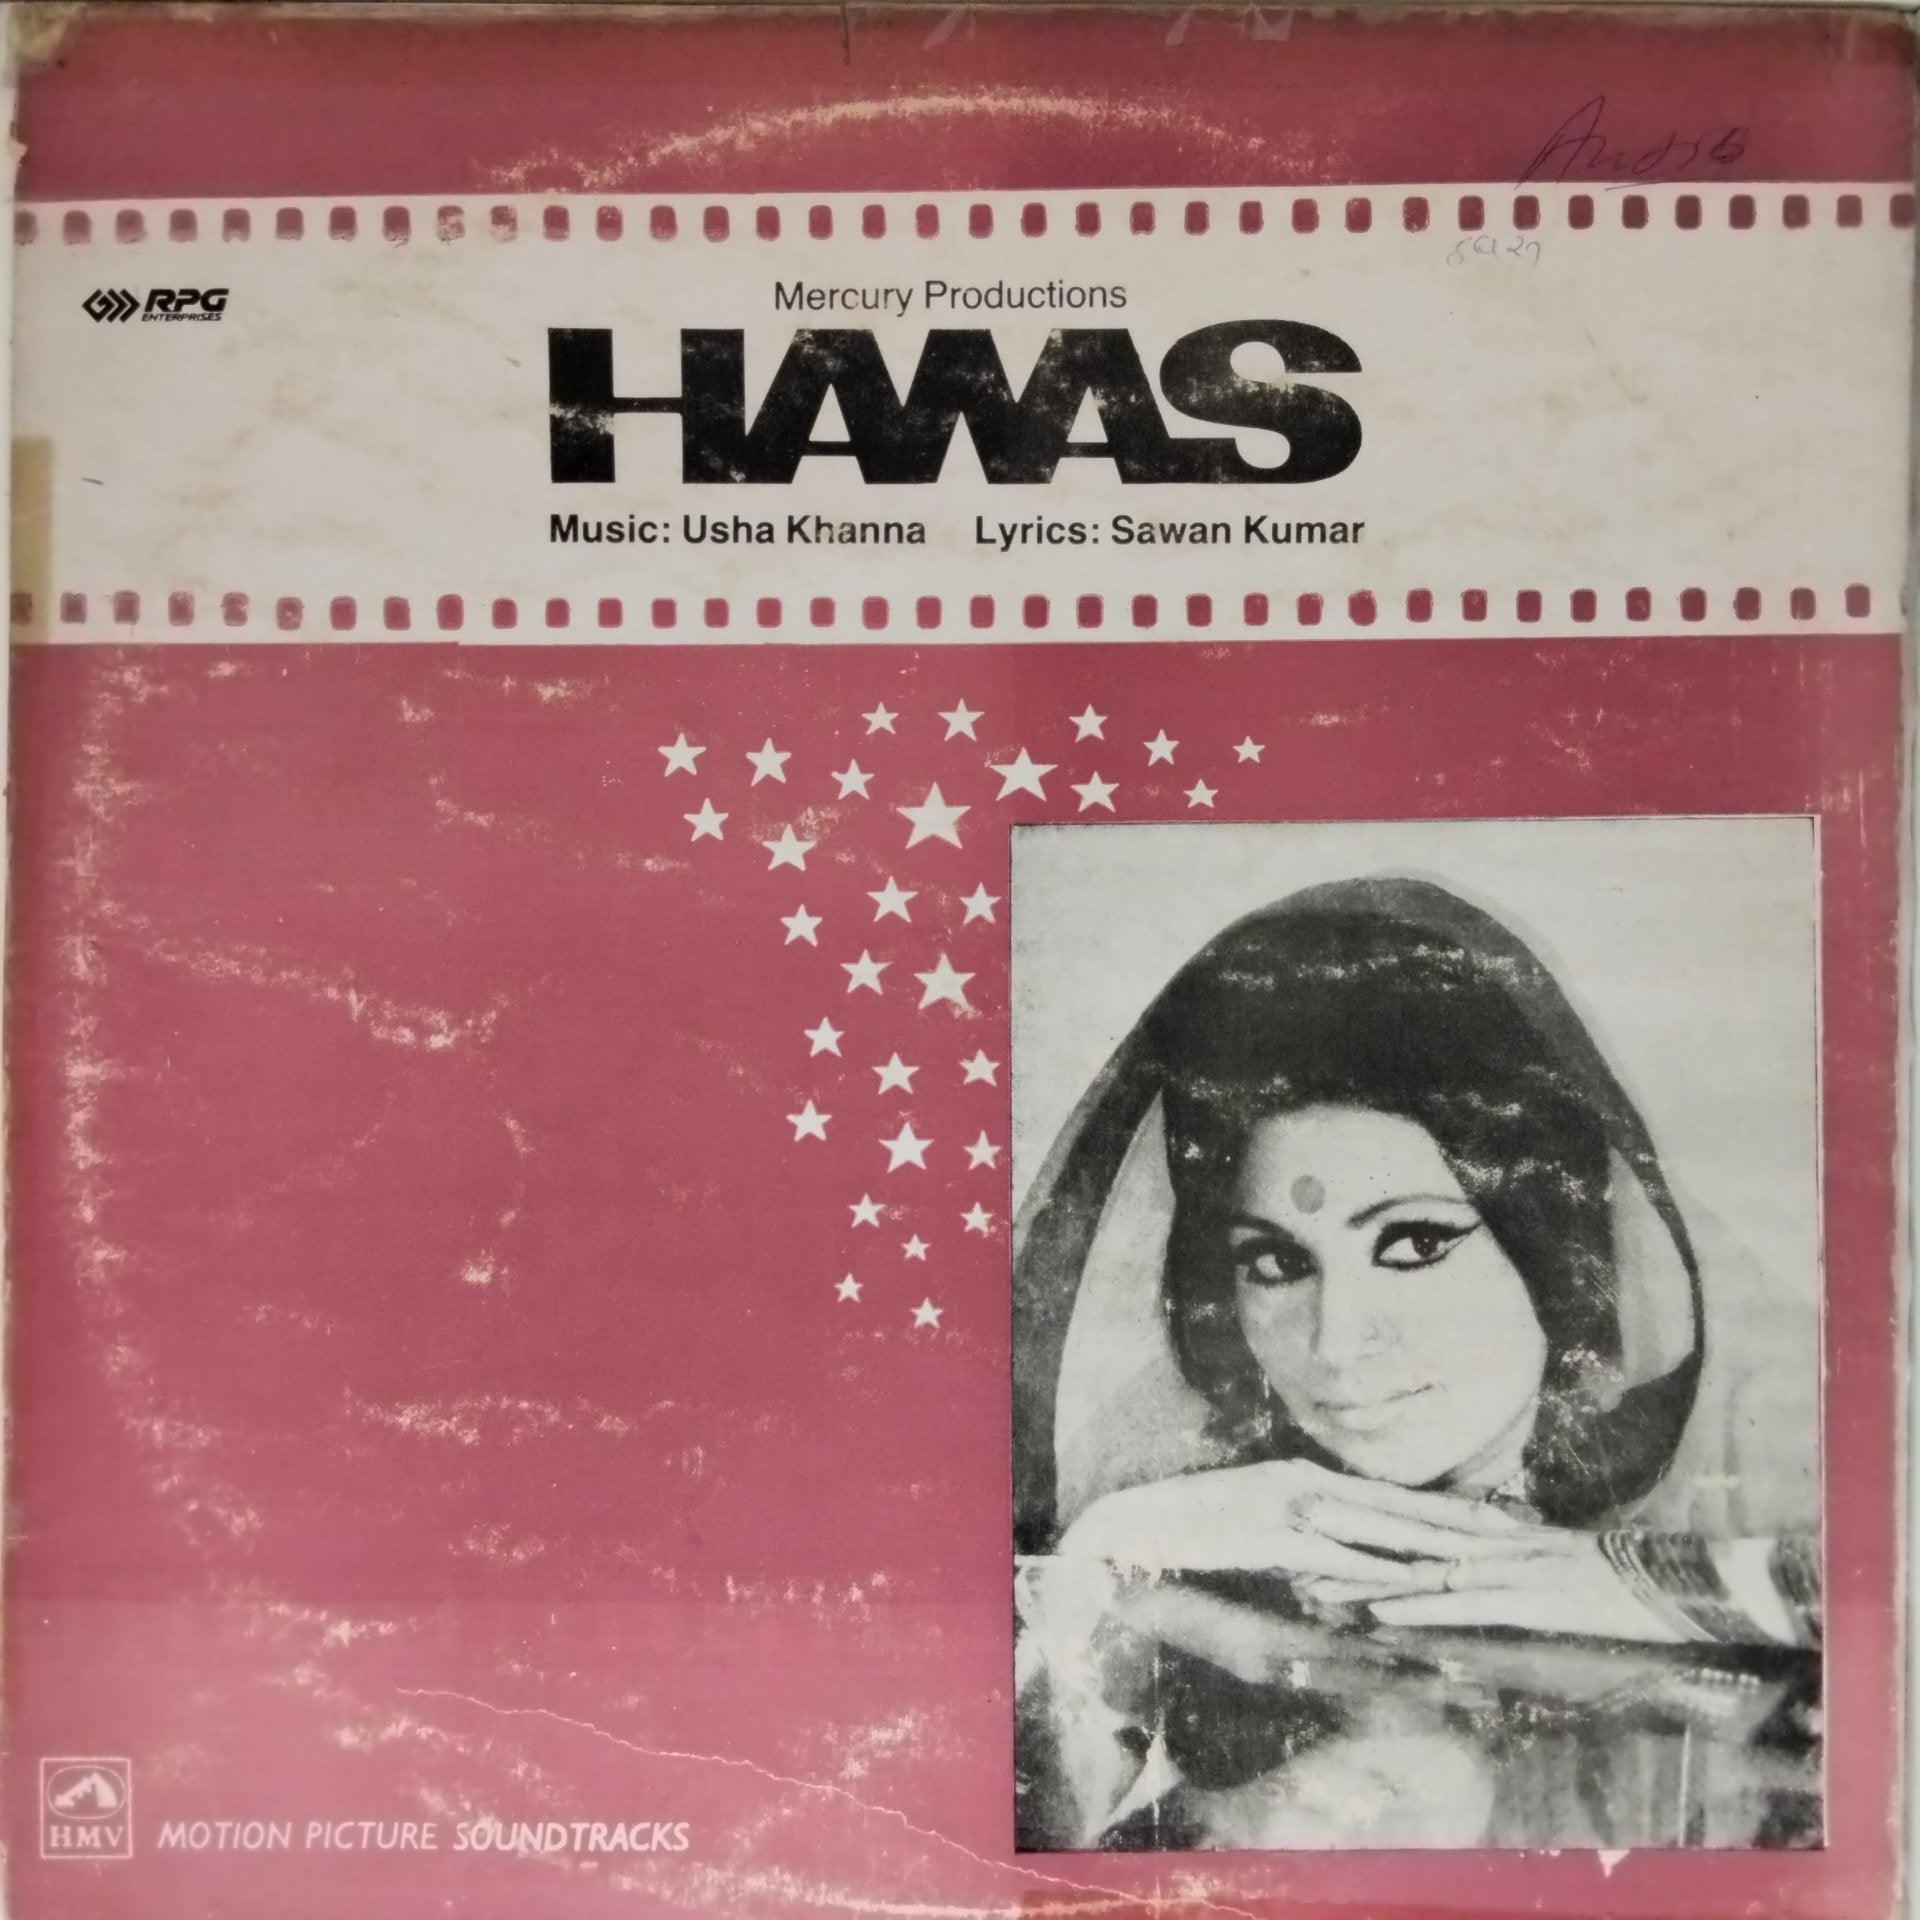 RPG
ENTERPRISES
Mercury Productions
HAWAS
Music: Usha Khanna Lyrics: Sawan Kumar
HMV
MOTION PICTURE SOUNDTRACKS